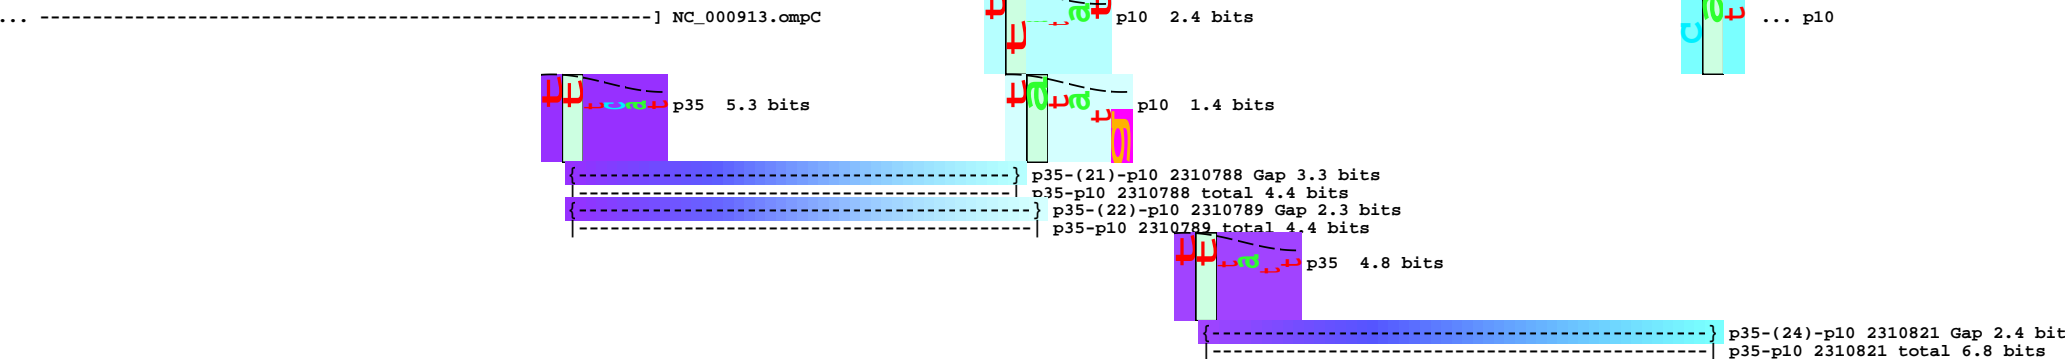 ... -----------------------------------------------------------] NC_000913.ompC
p10 2.4 bits
... p10
ttcat
p35 5.3 bits
tatatg
p10 1.4 bits
{-----------------------------------------} p35-(21)-p10 2310788 Gap 3.3 bits
|-----------------------------------------| p35-p10 2310788 total 4.4 bits
{-------------------------------------------} p35-(22)-p10 2310789 Gap 2.3 bits
|-------------------------------------------| p35-p10 2310789 total 4.4 bits
p35 4.8 bits
{------------------------------------------------} p35-(24)-p10 2310821 Gap 2.4 bit
|------------------------------------------------| p35-p10 2310821 total 6.8 bits